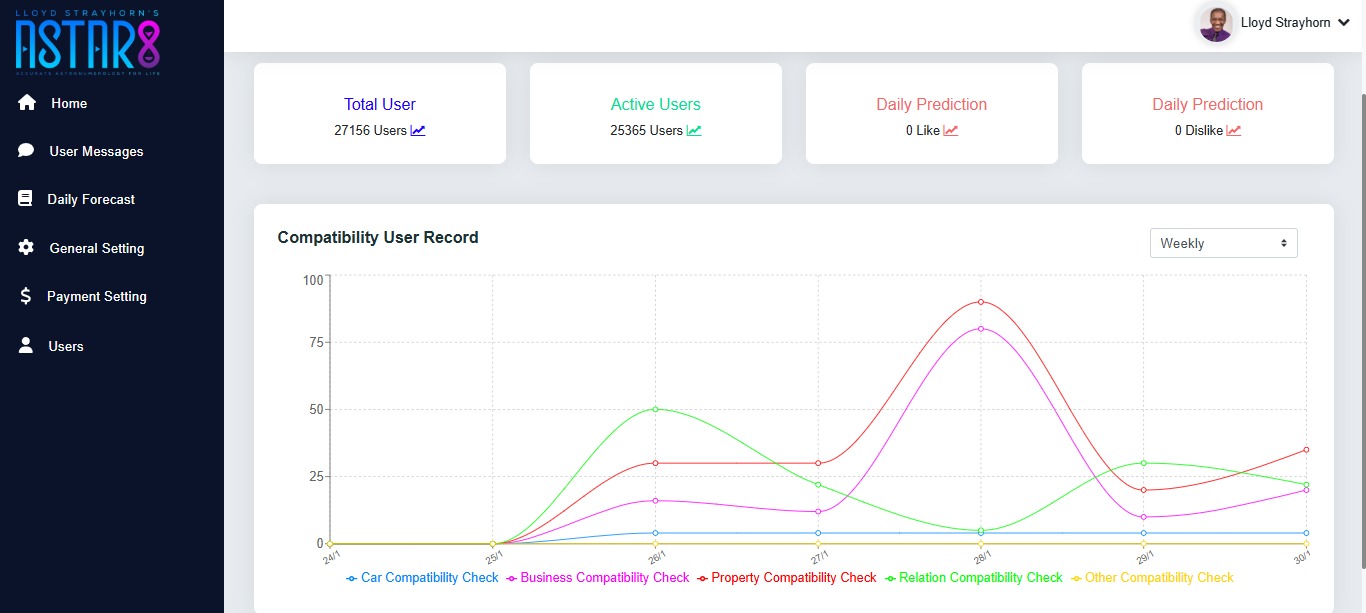 LLOYD STRAYHORN'S
ASTAR8
ACCURATE ASTRONUMEROLOGY FOR LIFE
Lloyd Strayhorn
Home
User Messages
Daily Forecast
General Setting
Payment Setting
Users
Total User
27156 Users
Active Users
25365 Users
Daily Prediction
0 Like
Daily Prediction
0 Dislike
Compatibility User Record
Weekly
100
75
50
25
0
24/1 25/1 26/1 27/1 28/1 29/1 30/1
Car Compatibility Check Business Compatibility Check Property Compatibility Check Relation Compatibility Check Other Compatibility Check